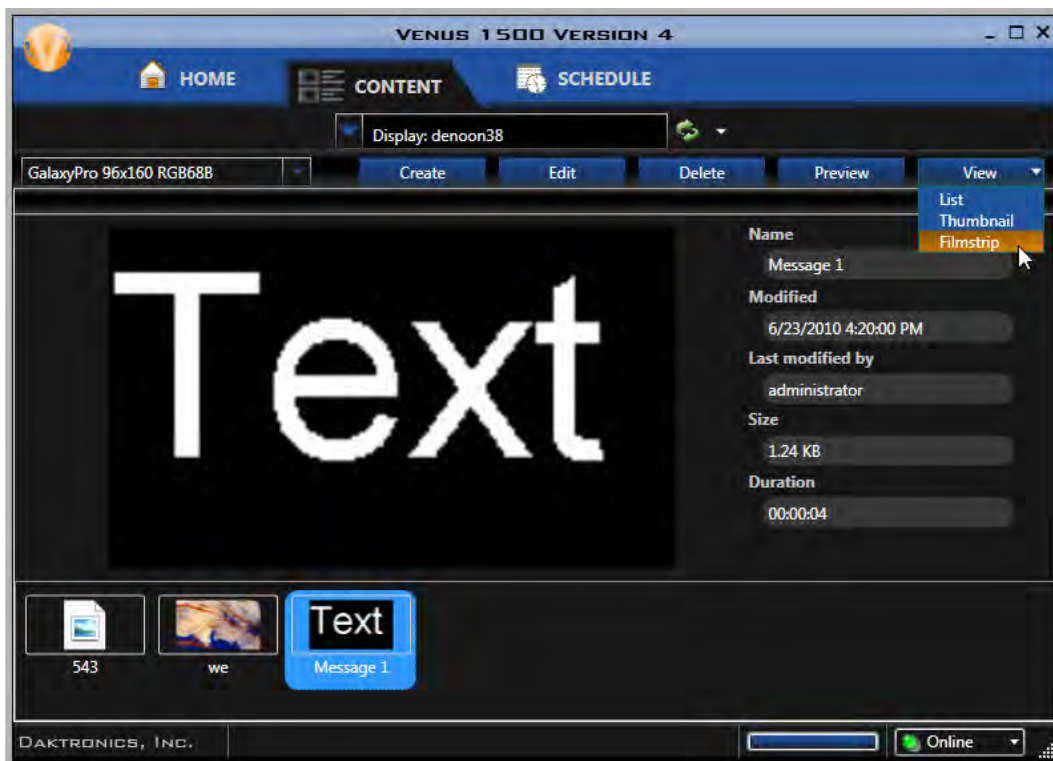 VENUS 1500 VERSION 4
HOME
CONTENT
SCHEDULE
Display: denoon38
GalaxyPro 96x160 RGB68B
Create
Edit
Delete
Preview
View
List
Thumbnail
Filmstrip
Text
Name
Message 1
Modified
6/23/2010 4:20:00 PM
Last modified by
administrator
Size
1.24 KB
Duration
00:00:04
Text
543
we
Message 1
DAKTRONICS, INC.
Online